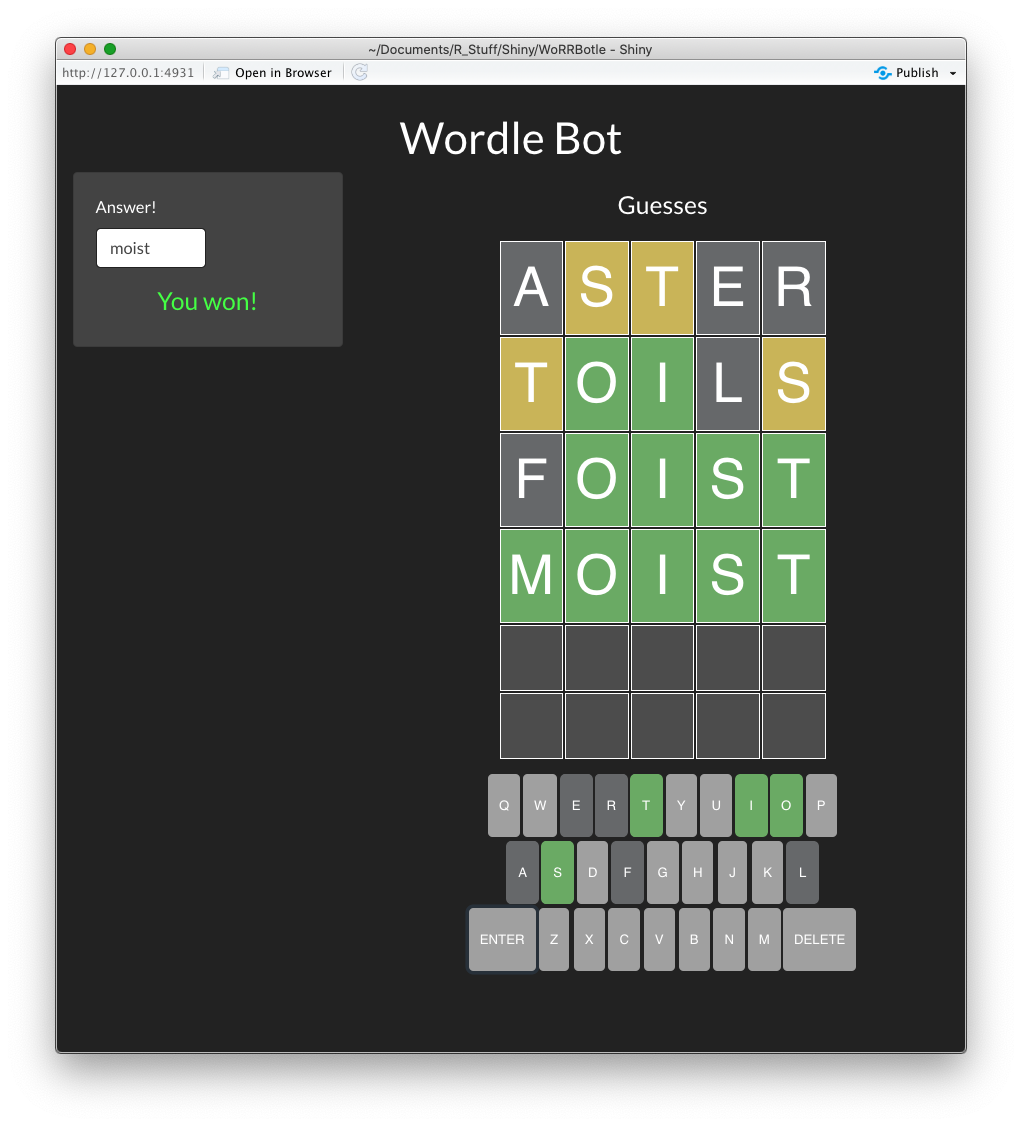 ~/Documents/R_Stuff/Shiny/WoRRBotle - Shiny
http://127.0.0.1:4931 Open in Browser Publish
Wordle Bot
Answer!
moist
You won!
Guesses
A S T E R
T O I L S
F O I S T
M O I S T
Q W E R T Y U I O P
A S D F G H J K L
ENTER Z X C V B N M DELETE